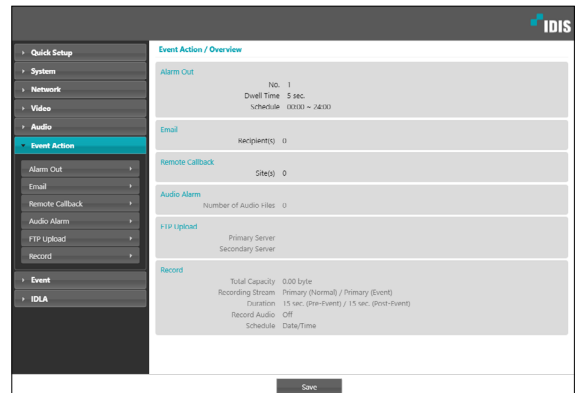 IDIS
Quick Setup
System
Network
Video
Audio
Event Action
Alarm Out
Email
Remote Callback
Audio Alarm
FTP Upload
Record
Event
IDLA
Event Action / Overview
Alarm Out
No. 1
Dwell Time 5 sec.
Schedule 00:00 ~ 24:00
Email
Recipient(s) 0
Remote Callback
Site(s) 0
Audio Alarm
Number of Audio Files 0
FTP Upload
Primary Server
Secondary Server
Record
Total Capacity 0.00 byte
Recording Stream Primary (Normal) / Primary (Event)
Duration 15 sec. (Pre-Event) / 15 sec. (Post-Event)
Record Audio Off
Schedule Date/Time
Save